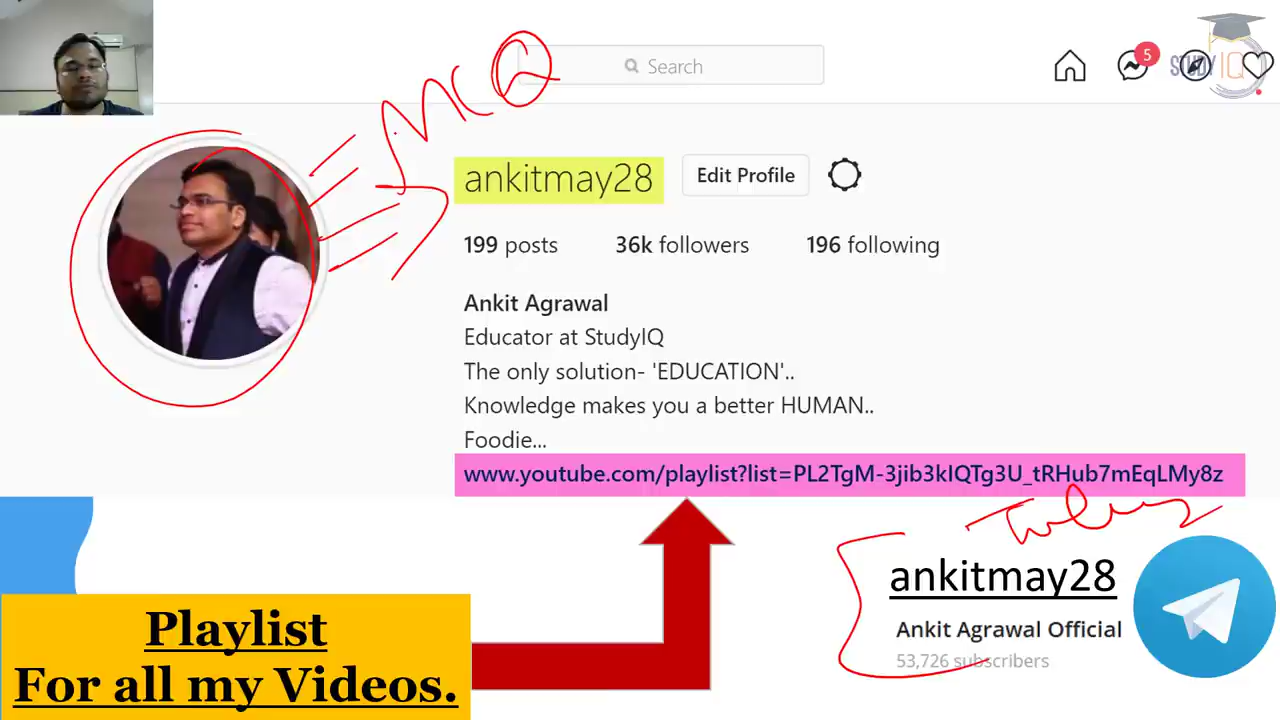 MCQ
Search
5
STUDY IQ
ankitmay28
Edit Profile
199 posts 36k followers 196 following
Ankit Agrawal
Educator at StudyIQ
The only solution- 'EDUCATION'..
Knowledge makes you a better HUMAN..
Foodie...
www.youtube.com/playlist?list=PL2TgM-3jib3kIQTg3U_tRHub7mEqLMy8z
ankitmay28
Ankit Agrawal Official
53,726 subscribers
Playlist
For all my Videos.